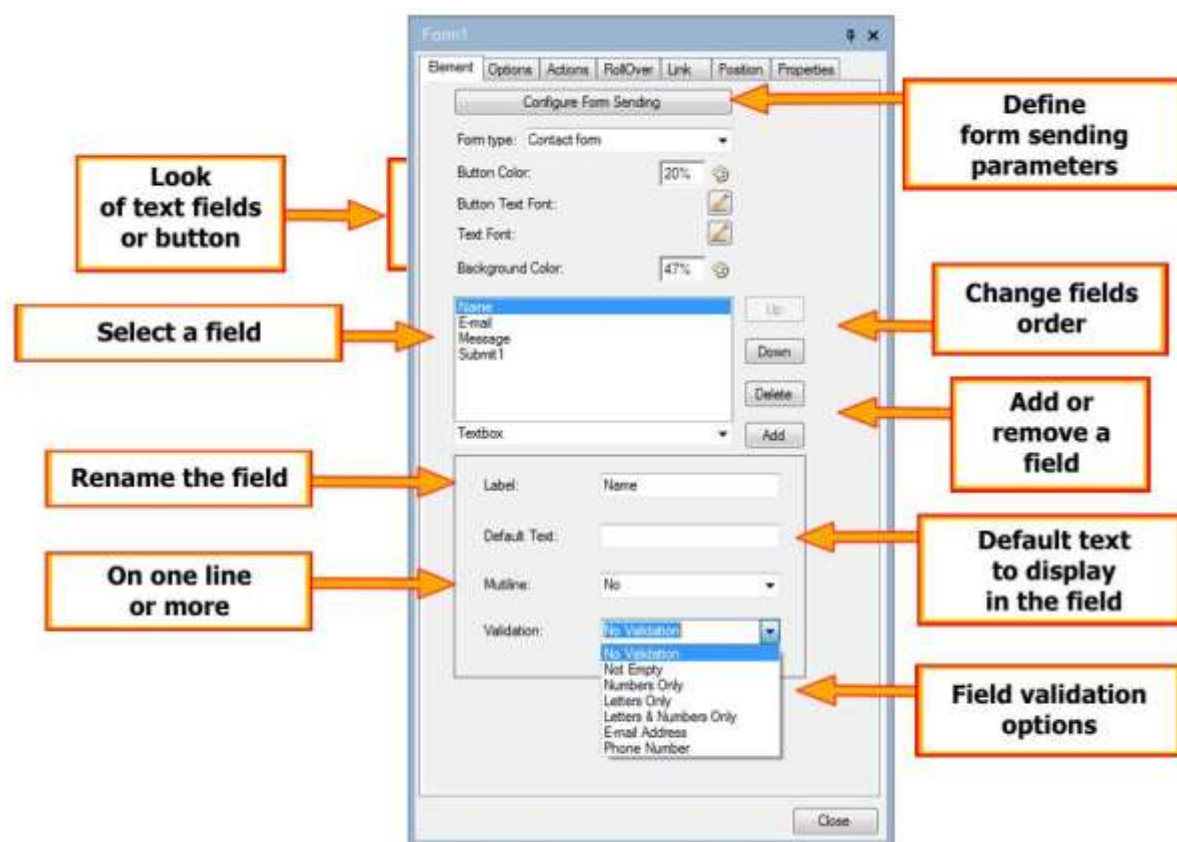 Form1
Element Options Actions RollOver Link Position Properties
Configure Form Sending
Define
form sending
parameters
Form type: Contact form
Look
of text fields
or button
Button Color: 20%
Button Text Font:
Text Font:
Background Color: 47%
Select a field
Name
E-mail
Message
Submit1
Up
Down
Delete
Change fields
order
Textbox
Add
Add or
remove a
field
Rename the field
Label: Name
Default Text:
Default text
to display
in the field
On one line
or more
Mutiline: No
Validation: No Validation
No Validation
Not Empty
Numbers Only
Letters Only
Letters & Numbers Only
E-mail Address
Phone Number
Field validation
options
Close